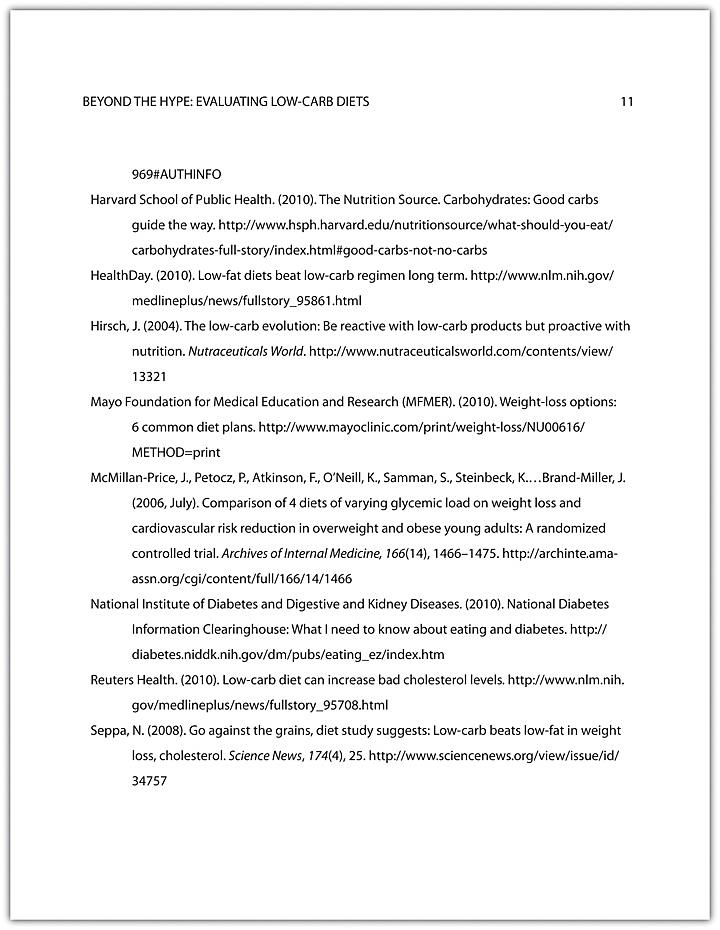 BEYOND THE HYPE: EVALUATING LOW-CARB DIETS 11
969#AUTHINFO
Harvard School of Public Health. (2010). The Nutrition Source. Carbohydrates: Good carbs
guide the way. http://www.hsph.harvard.edu/nutritionsource/what-should-you-eat/
carbohydrates-full-story/index.html#good-carbs-not-no-carbs
HealthDay. (2010). Low-fat diets beat low-carb regimen long term. http://www.nlm.nih.gov/
medlineplus/news/fullstory_95861.html
Hirsch, J. (2004). The low-carb evolution: Be reactive with low-carb products but proactive with
nutrition. Nutraceuticals World. http://www.nutraceuticalsworld.com/contents/view/
13321
Mayo Foundation for Medical Education and Research (MFMER). (2010). Weight-loss options:
6 common diet plans. http://www.mayoclinic.com/print/weight-loss/NU00616/
METHOD=print
McMillan-Price, J., Petocz, P., Atkinson, F., O’Neill, K., Samman, S., Steinbeck, K.…Brand-Miller, J.
(2006, July). Comparison of 4 diets of varying glycemic load on weight loss and
cardiovascular risk reduction in overweight and obese young adults: A randomized
controlled trial. Archives of Internal Medicine, 166(14), 1466–1475. http://archinte.ama-
assn.org/cgi/content/full/166/14/1466
National Institute of Diabetes and Digestive and Kidney Diseases. (2010). National Diabetes
Information Clearinghouse: What I need to know about eating and diabetes. http://
diabetes.niddk.nih.gov/dm/pubs/eating_ez/index.htm
Reuters Health. (2010). Low-carb diet can increase bad cholesterol levels. http://www.nlm.nih.
gov/medlineplus/news/fullstory_95708.html
Seppa, N. (2008). Go against the grains, diet study suggests: Low-carb beats low-fat in weight
loss, cholesterol. Science News, 174(4), 25. http://www.sciencenews.org/view/issue/id/
34757